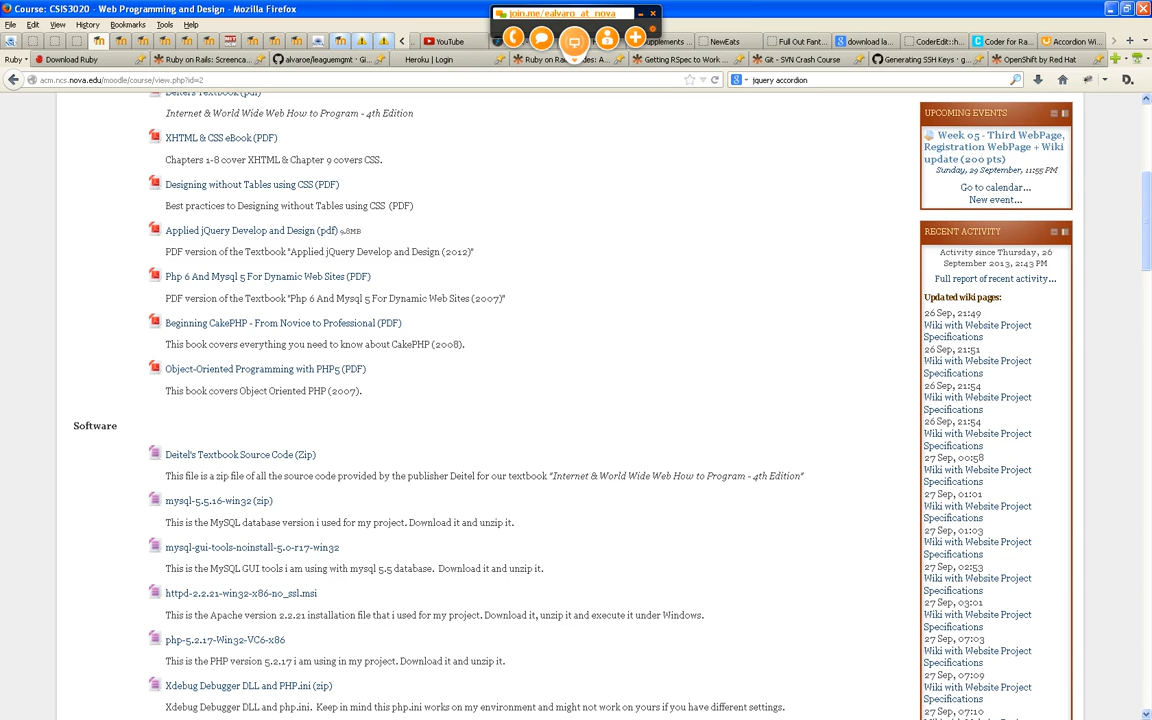 Course: CSIS3020 - Web Programming and Design - Mozilla Firefox
join.me/ealvaro_at_nova
File Edit View History Bookmarks Tools Help
YouTube
upplements ...
NewEats
Full Out Fant...
download la...
CoderEdit::h...
Coder for Ra...
Accordion Wi...
Ruby
Download Ruby
Ruby on Rails: Screenca...
alvaroe/leaguemgmt · Gi...
Heroku | Login
Ruby on Rails
des: A...
Getting RSpec to Work ...
Git - SVN Crash Course
Generating SSH Keys · g...
OpenShift by Red Hat
acm.ncs.nova.edu/moodle/course/view.php?id=2
jquery accordion
Deitel's Textbook (pdf)
Internet & World Wide Web How to Program - 4th Edition
XHTML & CSS eBook (PDF)
Chapters 1-8 cover XHTML & Chapter 9 covers CSS.
Designing without Tables using CSS (PDF)
Best practices to Designing without Tables using CSS (PDF)
Applied jQuery Develop and Design (pdf) 9.8MB
PDF version of the Textbook "Applied jQuery Develop and Design (2012)"
Php 6 And Mysql 5 For Dynamic Web Sites (PDF)
PDF version of the Textbook "Php 6 And Mysql 5 For Dynamic Web Sites (2007)"
Beginning CakePHP - From Novice to Professional (PDF)
This book covers everything you need to know about CakePHP (2008).
Object-Oriented Programming with PHP5 (PDF)
This book covers Object Oriented PHP (2007).
Software
Deitel's Textbook Source Code (Zip)
This file is a zip file of all the source code provided by the publisher Deitel for our textbook "Internet & World Wide Web How to Program - 4th Edition"
mysql-5.5.16-win32 (zip)
This is the MySQL database version i used for my project. Download it and unzip it.
mysql-gui-tools-noinstall-5.0-r17-win32
This is the MySQL GUI tools i am using with mysql 5.5 database. Download it and unzip it.
httpd-2.2.21-win32-x86-no_ssl.msi
This is the Apache version 2.2.21 installation file that i used for my project. Download it, unzip it and execute it under Windows.
php-5.2.17-Win32-VC6-x86
This is the PHP version 5.2.17 i am using in my project. Download it and unzip it.
Xdebug Debugger DLL and PHP.ini (zip)
Xdebug Debugger DLL and php.ini. Keep in mind this php.ini works on my environment and might not work on yours if you have different settings.
UPCOMING EVENTS
Week 05 - Third WebPage,
Registration WebPage + Wiki
update (200 pts)
Sunday, 29 September, 11:55 PM
Go to calendar...
New event...
RECENT ACTIVITY
Activity since Thursday, 26
September 2013, 2:43 PM
Full report of recent activity...
Updated wiki pages:
26 Sep, 21:49
Wiki with Website Project
Specifications
26 Sep, 21:51
Wiki with Website Project
Specifications
26 Sep, 21:54
Wiki with Website Project
Specifications
26 Sep, 21:54
Wiki with Website Project
Specifications
27 Sep, 00:58
Wiki with Website Project
Specifications
27 Sep, 01:01
Wiki with Website Project
Specifications
27 Sep, 01:03
Wiki with Website Project
Specifications
27 Sep, 02:53
Wiki with Website Project
Specifications
27 Sep, 03:01
Wiki with Website Project
Specifications
27 Sep, 07:03
Wiki with Website Project
Specifications
27 Sep, 07:09
Wiki with Website Project
Specifications
27 Sep, 07:10